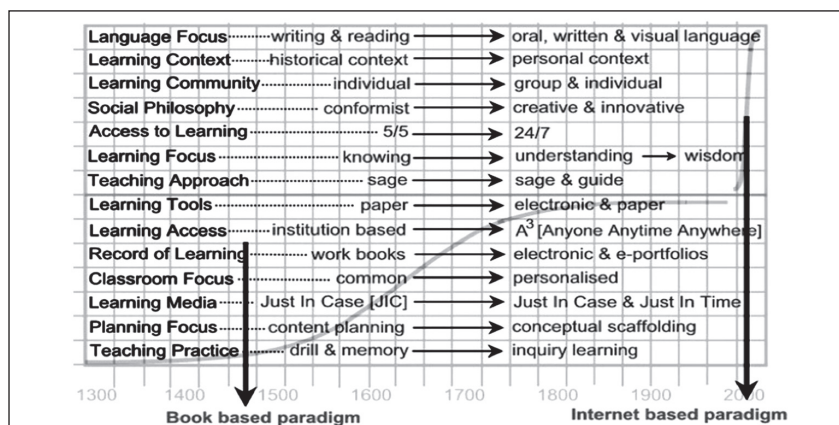 Language Focus writing & reading oral, written & visual language
Learning Context historical context personal context
Learning Community individual group & individual
Social Philosophy conformist creative & innovative
Access to Learning 5/5 24/7
Learning Focus knowing understanding wisdom
Teaching Approach sage sage & guide
Learning Tools paper electronic & paper
Learning Access institution based A³ [Anyone Anytime Anywhere]
Record of Learning work books electronic & e-portfolios
Classroom Focus common personalised
Learning Media Just In Case [JIC] Just In Case & Just In Time
Planning Focus content planning conceptual scaffolding
Teaching Practice drill & memory inquiry learning
1300 1400 1500 1600 1700 1800 1900 2000
Book based paradigm Internet based paradigm